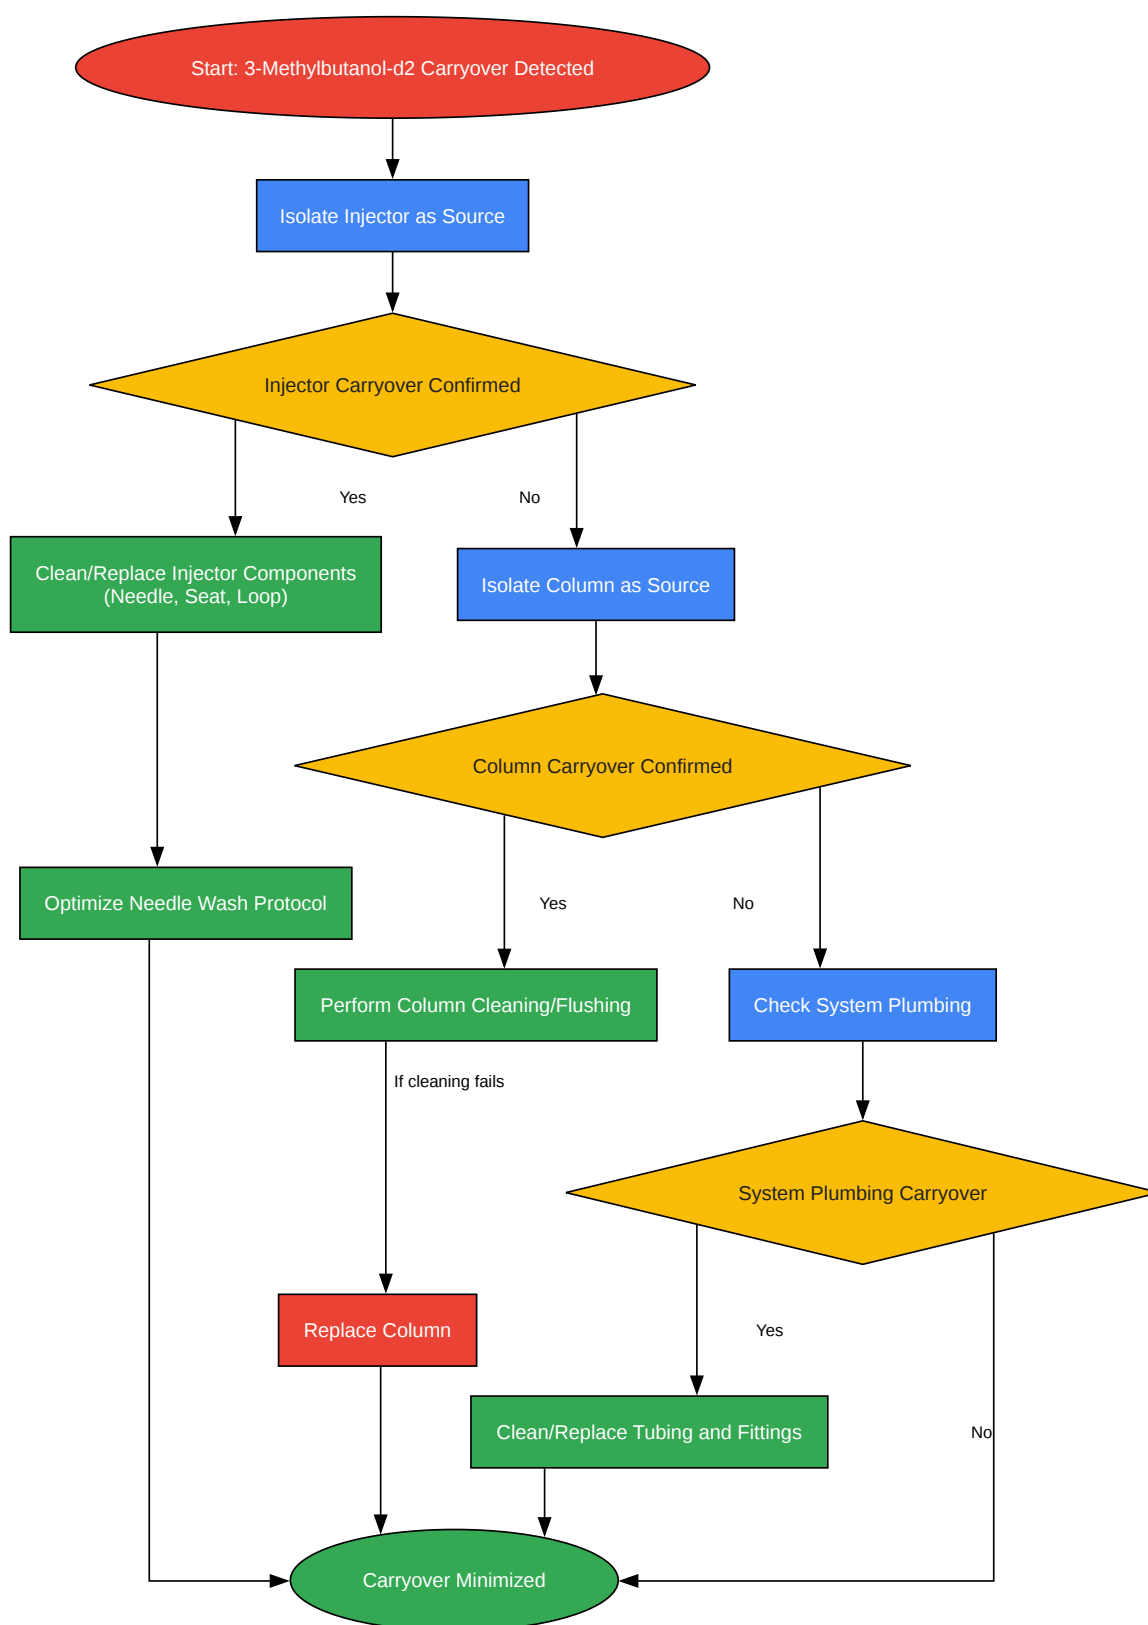 Start: 3-Methylbutanol-d2 Carryover Detected
Isolate Injector as Source
Injector Carryover Confirmed
Yes
No
Clean/Replace Injector Components
(Needle, Seat, Loop)
Isolate Column as Source
Column Carryover Confirmed
Optimize Needle Wash Protocol
Yes
No
Perform Column Cleaning/Flushing
Check System Plumbing
If cleaning fails
System Plumbing Carryover
Replace Column
Yes
Clean/Replace Tubing and Fittings
No
Carryover Minimized